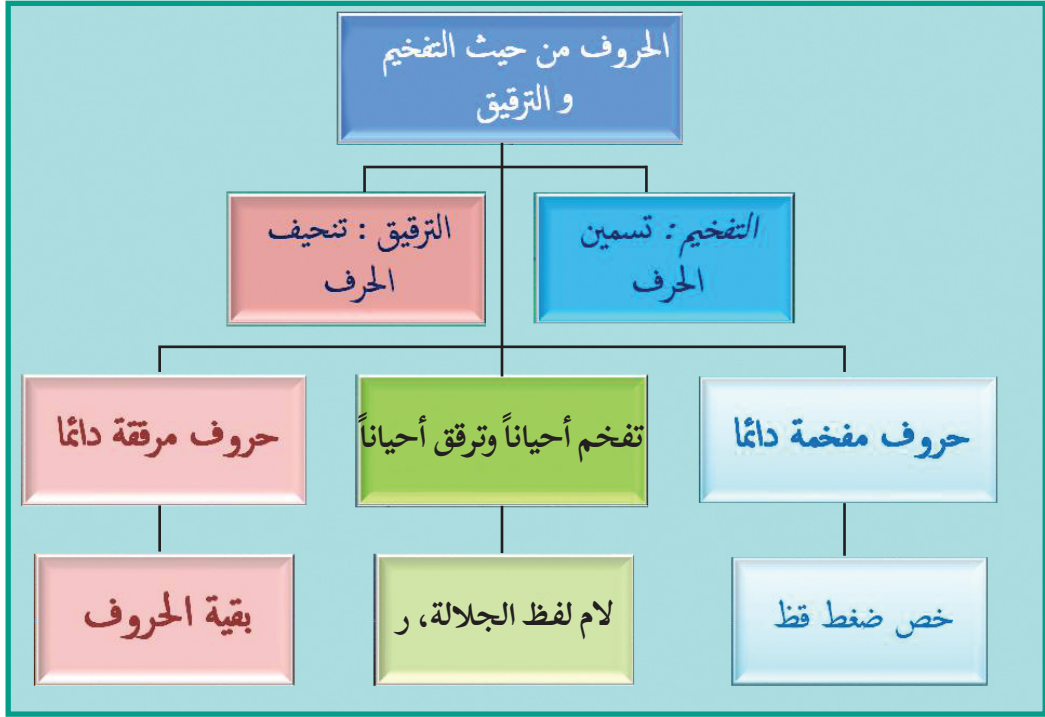 الحروف من حيث التفخيم
و الترقيق
التفخيم : تسمين
الحرف
الترقيق : تنحيف
الحرف
حروف مفخمة دائما
تفخم أحياناً وترقق أحياناً
حروف مرققة دائما
خص ضغط قظ
لام لفظ الجلالة، ر
بقية الحروف